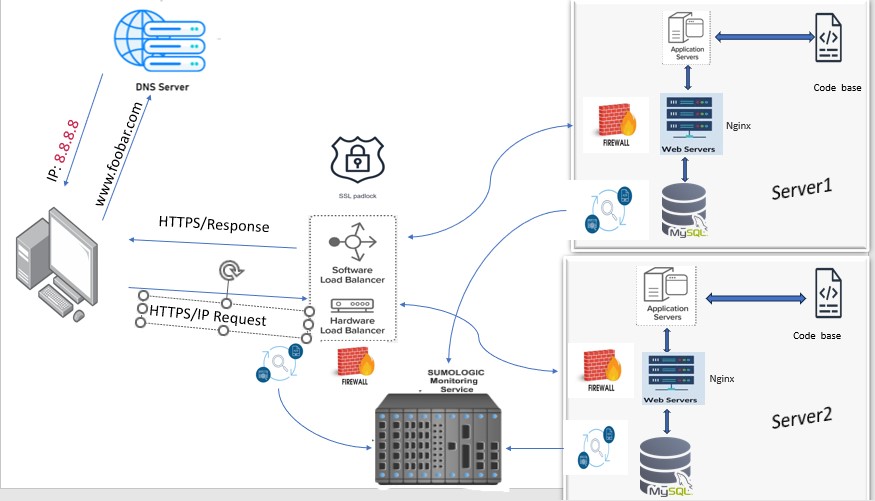 DNS Server
IP: 8.8.8.8
www.foobar.com
SSL padlock
HTTPS/Response
Software
Load Balancer
Hardware
Load Balancer
HTTPS/IP Request
FIREWALL
SUMOLOGIC
Monitoring
Service
Application
Servers
Code base
FIREWALL
Web Servers
Nginx
MySQL
Server1
Application
Servers
Code base
FIREWALL
Web Servers
Nginx
MySQL
Server2